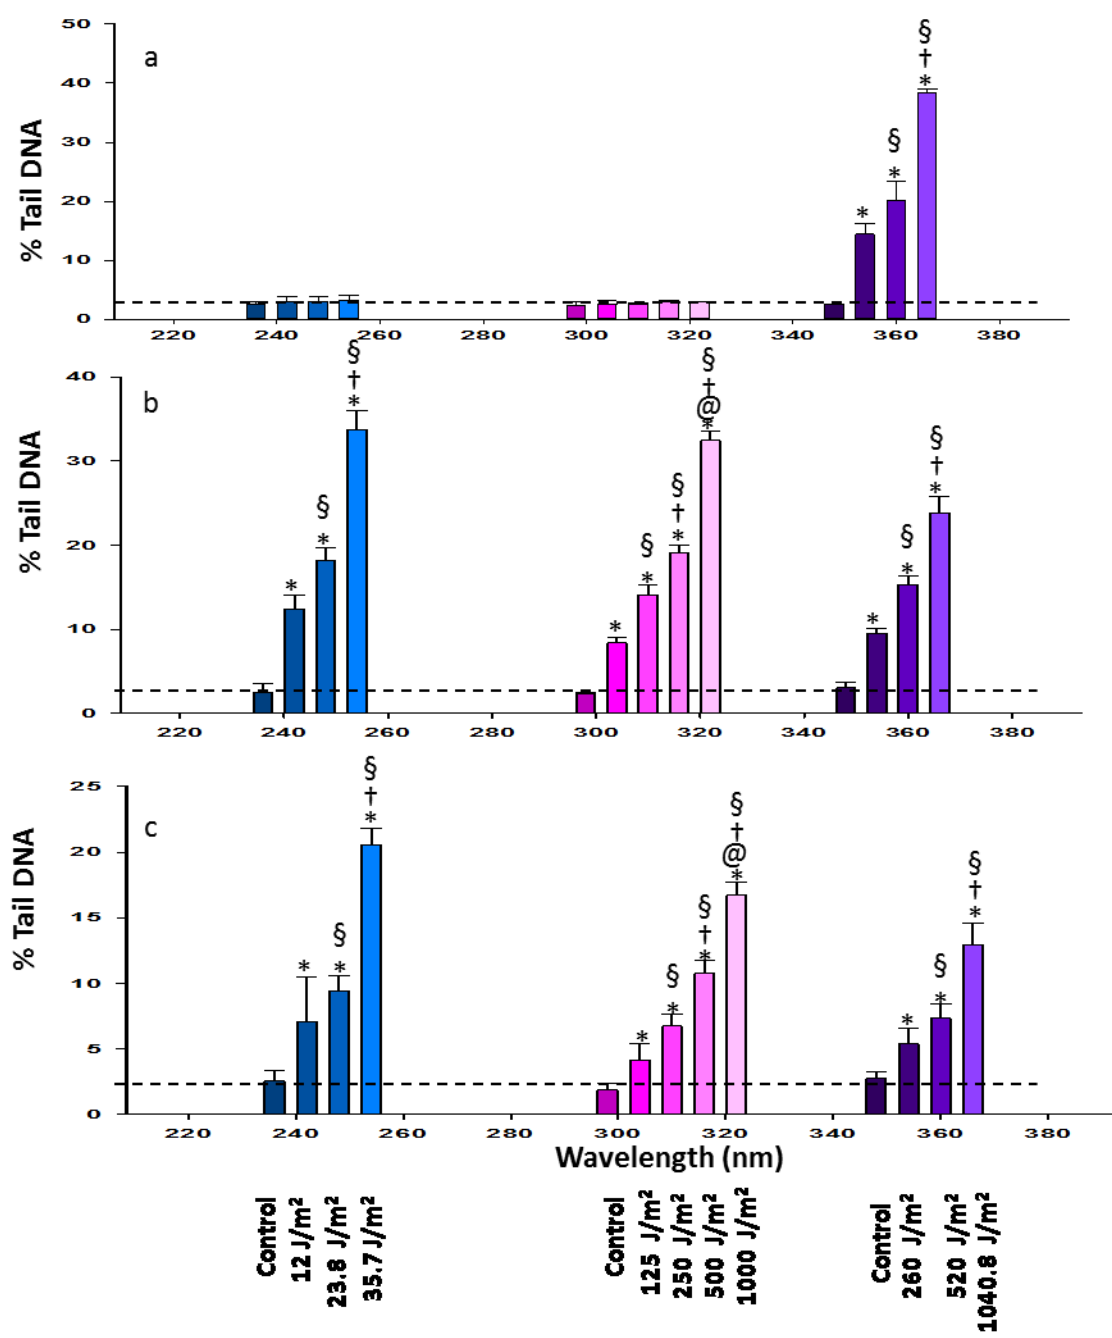 50
a
§
†
*
40
§
*
*
30
20
10
0
% Tail DNA
220 240 260 280 300 320 340 360 380
40
b
§
†
*
§
†
@
*
§
†
*
30
§
*
§
†
*
§
*
20
*
§
*
*
*
10
0
% Tail DNA
220 240 260 280 300 320 340 360 380
25
c
§
†
*
§
†
@
*
20
§
†
*
§
†
*
15
§
*
§
*
§
*
10
*
*
*
5
0
% Tail DNA
220 240 260 280 300 320 340 360 380
Wavelength (nm)
Control
12 J/m²
23.8 J/m²
35.7 J/m²
Control
125 J/m²
250 J/m²
500 J/m²
1000 J/m²
Control
260 J/m²
520 J/m²
1040.8 J/m²